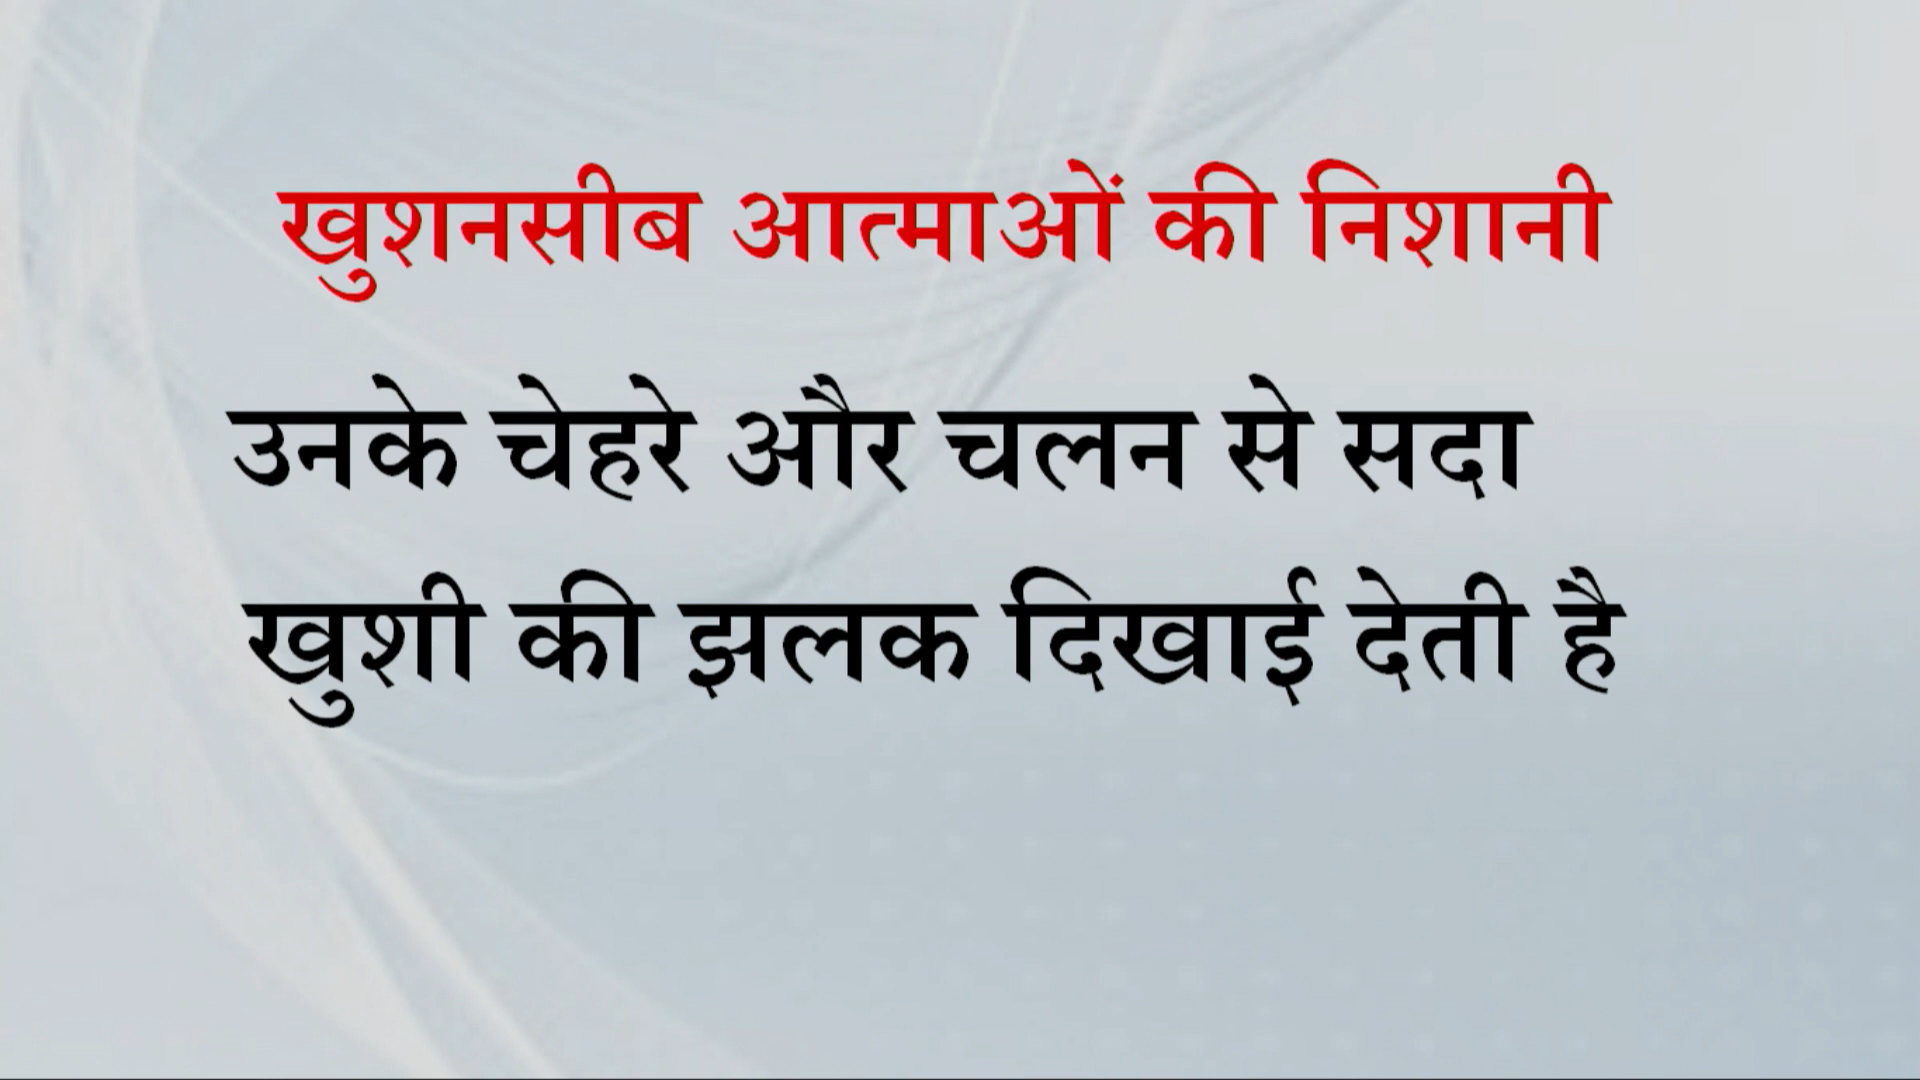 खुशनसीब आत्माओं की निशानी
उनके चेहरे और चलन से सदा
खुशी की झलक दिखाई देती है